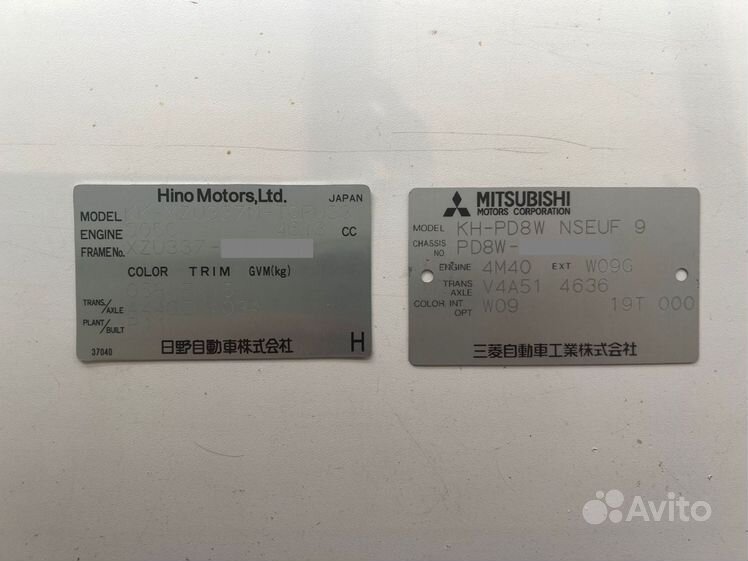 Hino Motors, Ltd. JAPAN
MODEL
ENGINE CC
FRAME No. XZU337-
COLOR TRIM GVM(kg)
TRANS/AXLE
PLANT/BUILT
37040 日野自動車株式会社 H
MITSUBISHI
MOTORS CORPORATION
MODEL KH-PD8W NSEUF 9
CHASSIS NO. PD8W-
ENGINE 4M40 EXT W09G
TRANS AXLE V4A51 4636
COLOR INT OPT W09 19T 000
三菱自動車工業株式会社
Avito